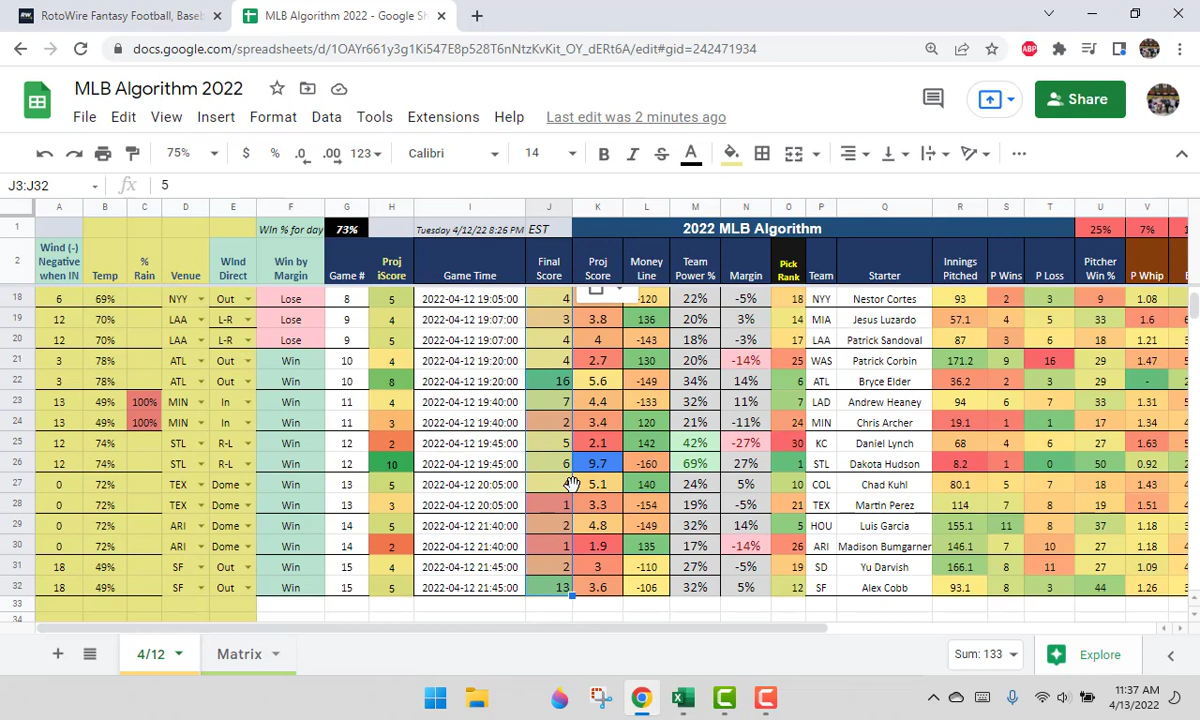 RotoWire Fantasy Football, Baseb
MLB Algorithm 2022 - Google Sh
docs.google.com/spreadsheets/d/1OAYr661y3g1Ki547E8p528T6nNtzKvKit_OY_dERt6A/edit#gid=242471934
ABP
MLB Algorithm 2022
File Edit View Insert Format Data Tools Extensions Help Last edit was 2 minutes ago
Share
75% $ % .0 .00 123 Calibri 14 B I S A
J3:J32 fx 5
A B C D E F G H I J K L M N O P Q R S T U V
1 Win % for day 73% Tuesday 4/12/22 8:26 PM EST 2022 MLB Algorithm 25% 7%
2 Wind (-) Negative when IN Temp % Rain Venue Wind Direct Win by Margin Game # Proj iScore Game Time Final Score Proj Score Money Line Team Power % Margin Pick Rank Team Starter Innings Pitched P Wins P Loss Pitcher Win % P Whip
18 6 69% NYY Out Lose 8 5 2022-04-12 19:05:00 4 -120 22% -5% 18 NYY Nestor Cortes 93 2 3 9 1.08
19 12 70% LAA L-R Lose 9 4 2022-04-12 19:07:00 3 3.8 136 20% 3% 14 MIA Jesus Luzardo 57.1 4 5 33 1.6
20 12 70% LAA L-R Lose 9 5 2022-04-12 19:07:00 4 4 -143 18% -3% 17 LAA Patrick Sandoval 87 3 6 18 1.21
21 3 78% ATL Out Win 10 4 2022-04-12 19:20:00 4 2.7 130 20% -14% 25 WAS Patrick Corbin 171.2 9 16 29 1.47
22 3 78% ATL Out Win 10 8 2022-04-12 19:20:00 16 5.6 -149 34% 14% 6 ATL Bryce Elder 36.2 2 3 29 -
23 13 49% 100% MIN In Win 11 4 2022-04-12 19:40:00 7 4.4 -133 32% 11% 7 LAD Andrew Heaney 94 6 7 33 1.31
24 13 49% 100% MIN In Win 11 3 2022-04-12 19:40:00 2 3.4 120 21% -11% 24 MIN Chris Archer 19.1 1 1 17 1.34
25 12 74% STL R-L Win 12 2 2022-04-12 19:45:00 5 2.1 142 42% -27% 30 KC Daniel Lynch 68 4 6 27 1.63
26 12 74% STL R-L Win 12 10 2022-04-12 19:45:00 6 9.7 -160 69% 27% 1 STL Dakota Hudson 8.2 1 0 50 0.92
27 0 72% TEX Dome Win 13 5 2022-04-12 20:05:00 5.1 140 24% 5% 10 COL Chad Kuhl 80.1 5 7 18 1.43
28 0 72% TEX Dome Win 13 3 2022-04-12 20:05:00 1 3.3 -154 19% -5% 21 TEX Martin Perez 114 7 8 19 1.51
29 0 72% ARI Dome Win 14 5 2022-04-12 21:40:00 2 4.8 -149 32% 14% 5 HOU Luis Garcia 155.1 11 8 37 1.18
30 0 72% ARI Dome Win 14 2 2022-04-12 21:40:00 1 1.9 135 17% -14% 26 ARI Madison Bumgarner 146.1 7 10 27 1.18
31 18 49% SF Out Win 15 4 2022-04-12 21:45:00 2 3 -110 27% -5% 19 SD Yu Darvish 166.1 8 11 27 1.09
32 18 49% SF Out Win 15 5 2022-04-12 21:45:00 13 3.6 -106 32% 5% 12 SF Alex Cobb 93.1 8 3 44 1.26
33
34
4/12 Matrix Sum: 133 Explore
11:37 AM
4/13/2022